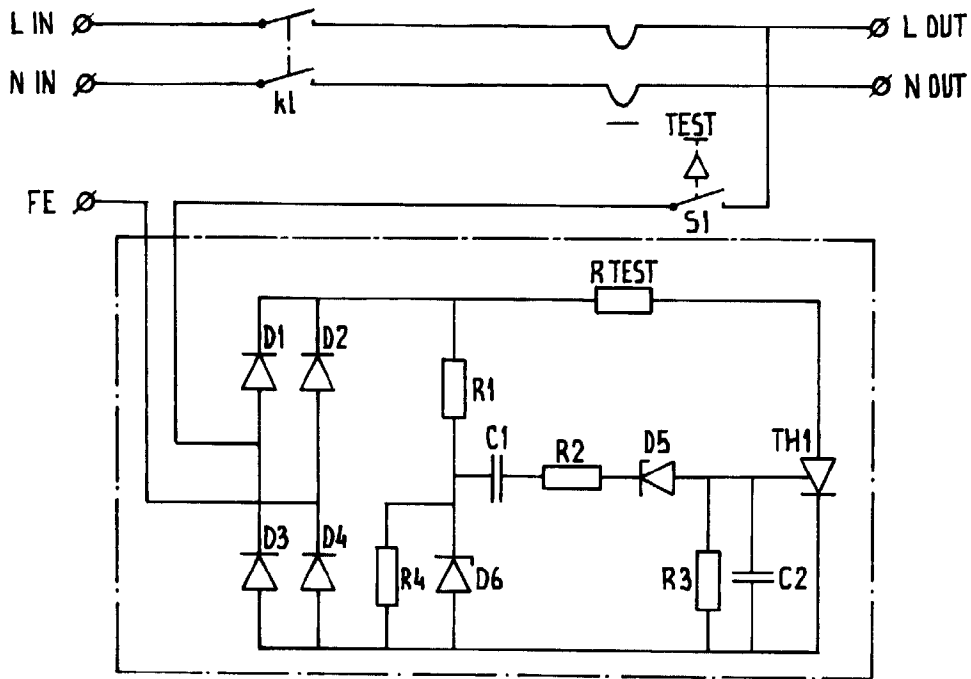 L IN
L OUT
N IN
N OUT
k1
TEST
FE
S1
R TEST
D1
D2
R1
C1
R2
D5
TH1
D3
D4
R4
D6
R3
C2